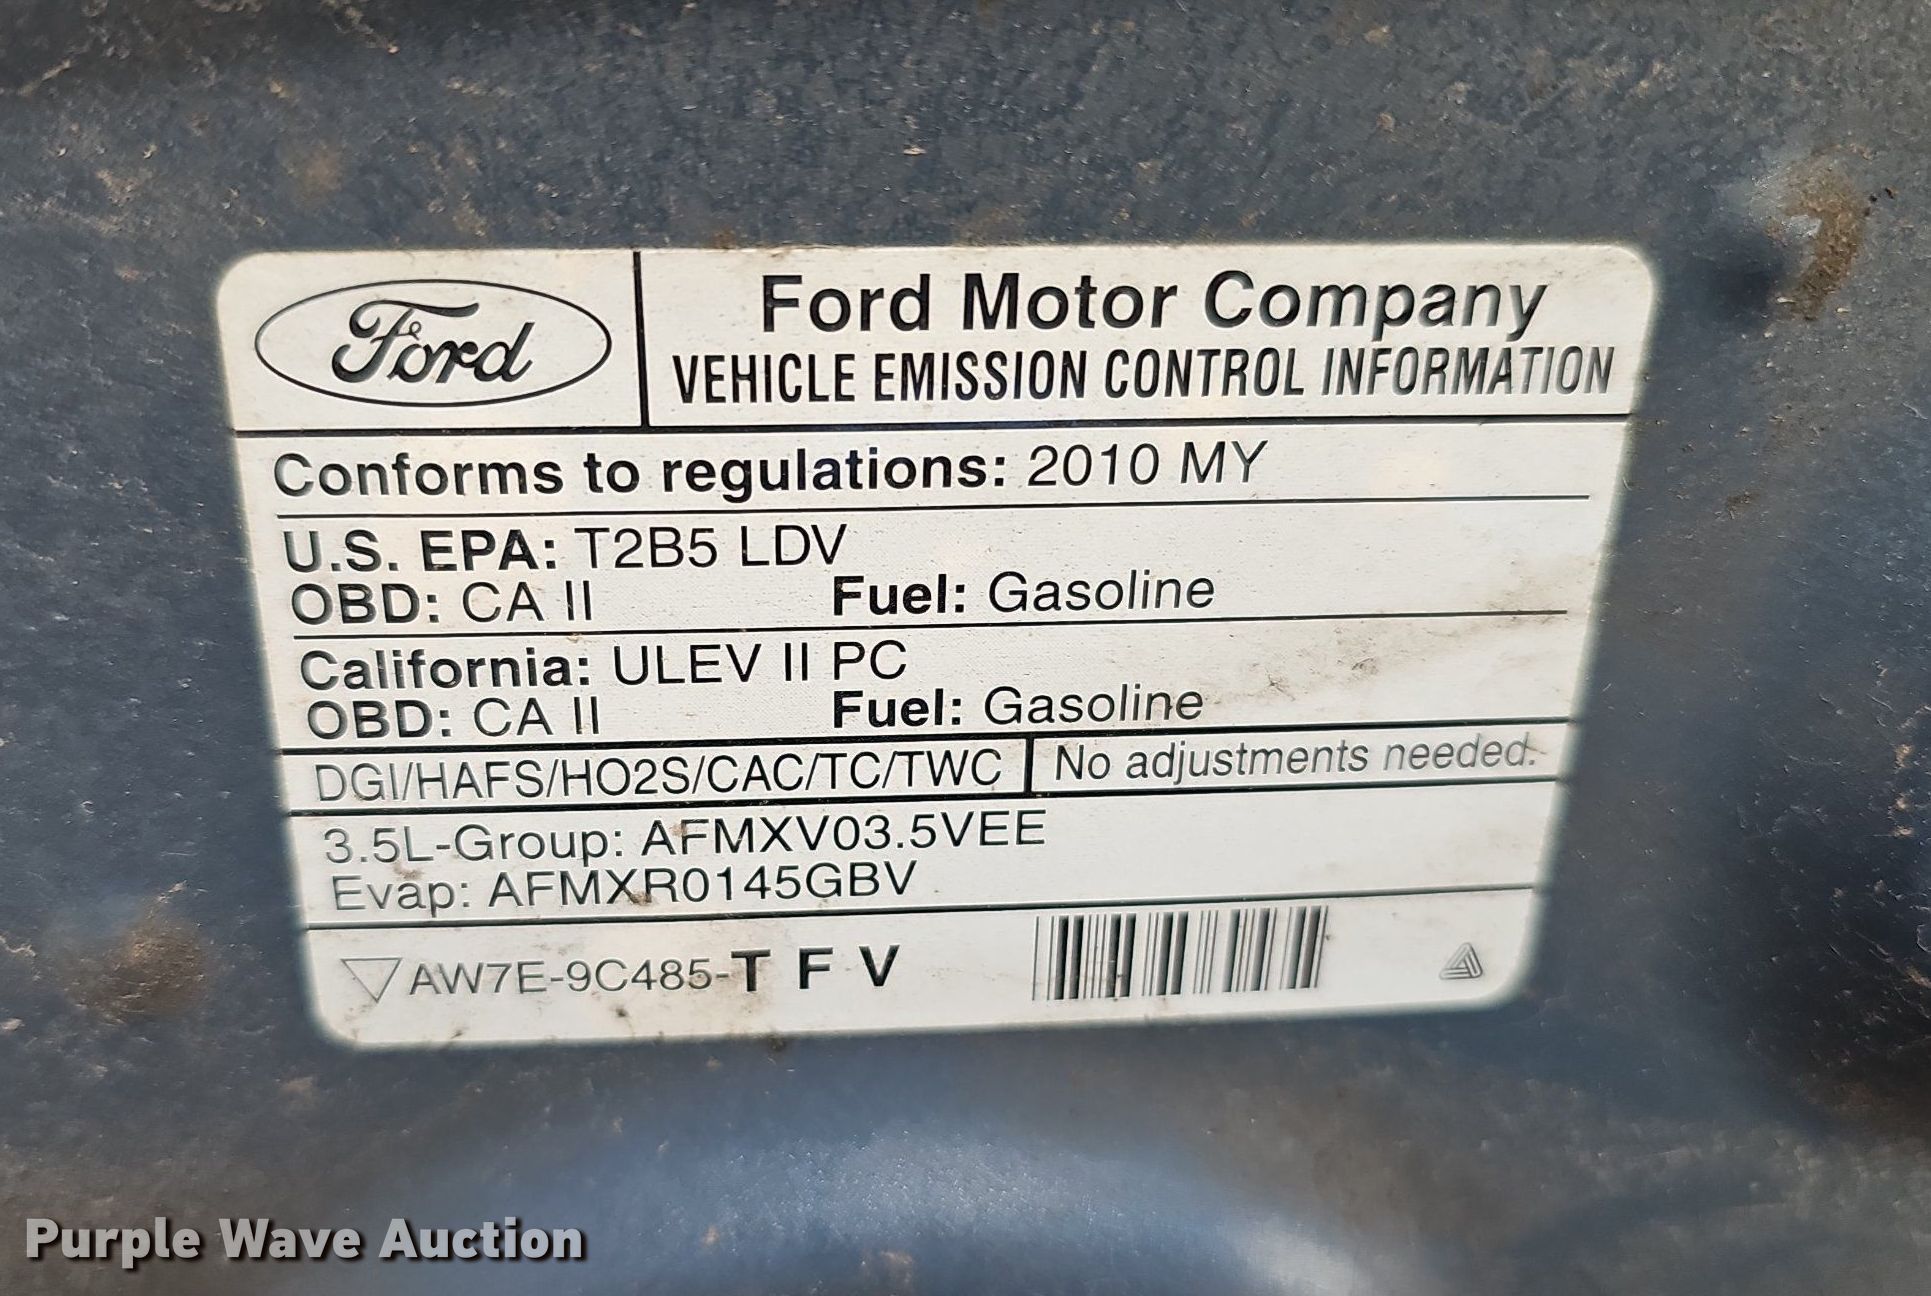 Ford
Ford Motor Company
VEHICLE EMISSION CONTROL INFORMATION
Conforms to regulations: 2010 MY
U.S. EPA: T2B5 LDV
OBD: CA II Fuel: Gasoline
California: ULEV II PC
OBD: CA II Fuel: Gasoline
DGI/HAFS/HO2S/CAC/TC/TWC No adjustments needed.
3.5L-Group: AFMXV03.5VEE
Evap: AFMXR0145GBV
AW7E-9C485-T F V
Purple Wave Auction